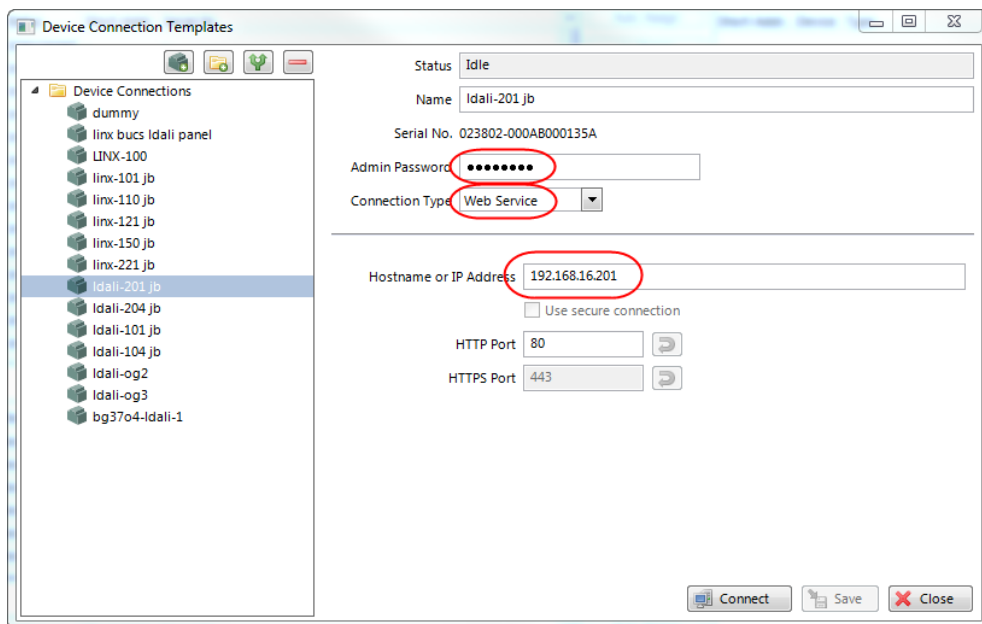 Device Connection Templates
Device Connections
dummy
linx bucs ldali panel
LINX-100
linx-101 jb
linx-110 jb
linx-121 jb
linx-150 jb
linx-221 jb
ldali-201 jb
ldali-204 jb
ldali-101 jb
ldali-104 jb
ldali-og2
ldali-og3
bg37o4-ldali-1
Status Idle
Name ldali-201 jb
Serial No. 023802-000AB000135A
Admin Password ●●●●●●●●
Connection Type Web Service
Hostname or IP Address 192.168.16.201
Use secure connection
HTTP Port 80
HTTPS Port 443
Connect Save Close